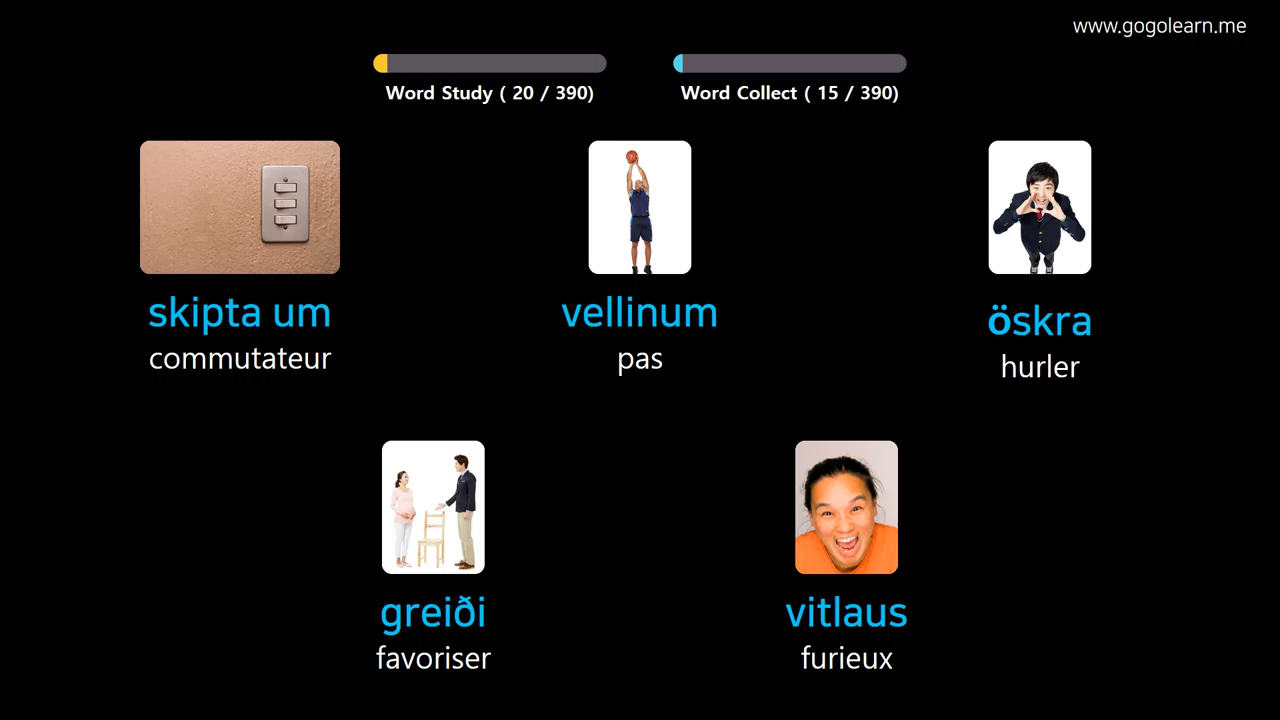 www.gogolearn.me
Word Study ( 20 / 390)
Word Collect ( 15 / 390)
skipta um
commutateur
vellinum
pas
öskra
hurler
greiði
favoriser
vitlaus
furieux